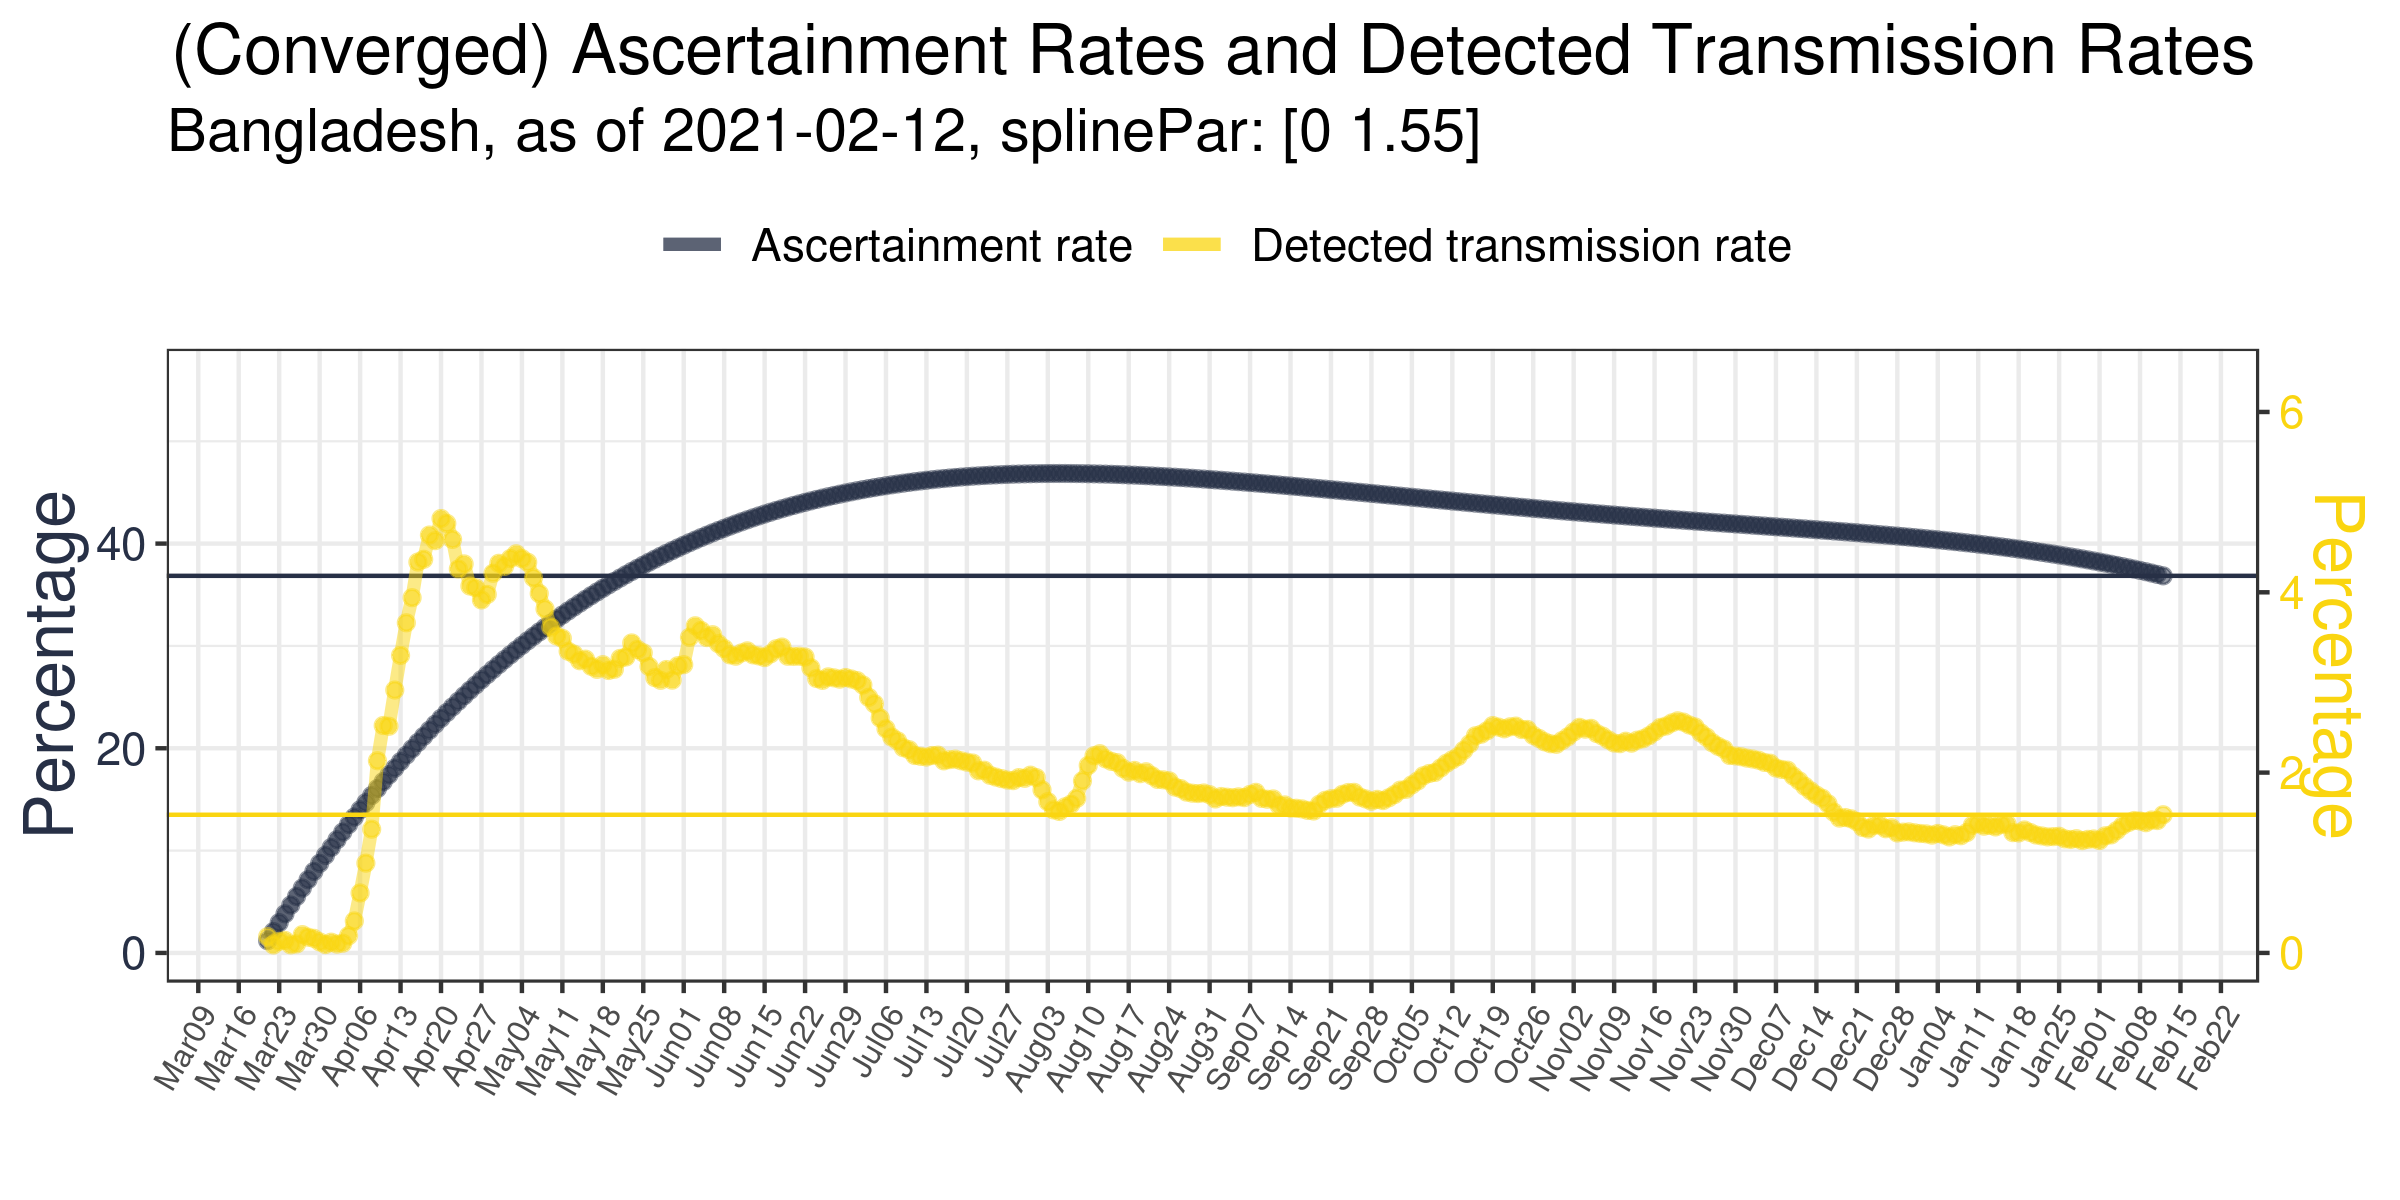 (Converged) Ascertainment Rates and Detected Transmission Rates
Bangladesh, as of 2021-02-12, splinePar: [0 1.55]
Ascertainment rate Detected transmission rate
Percentage
40
20
0
6
4
2
0
Percentage
Mar09 Mar16 Mar23 Mar30 Apr06 Apr13 Apr20 Apr27 May04 May11 May18 May25 Jun01 Jun08 Jun15 Jun22 Jun29 Jul06 Jul13 Jul20 Jul27 Aug03 Aug10 Aug17 Aug24 Aug31 Sep07 Sep14 Sep21 Sep28 Oct05 Oct12 Oct19 Oct26 Nov02 Nov09 Nov16 Nov23 Nov30 Dec07 Dec14 Dec21 Dec28 Jan04 Jan11 Jan18 Jan25 Feb01 Feb08 Feb15 Feb22